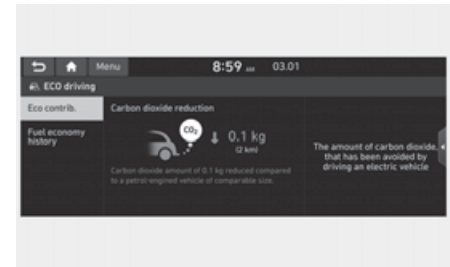 Menu
8:59
03.01
ECO driving
Eco contrib.
Carbon dioxide reduction
Fuel economy
history
CO₂
0.1 kg
(2 km)
Carbon dioxide amount of 0.1 kg reduced compared
to a petrol-engined vehicle of comparable size.
The amount of carbon dioxide,
that has been avoided by
driving an electric vehicle